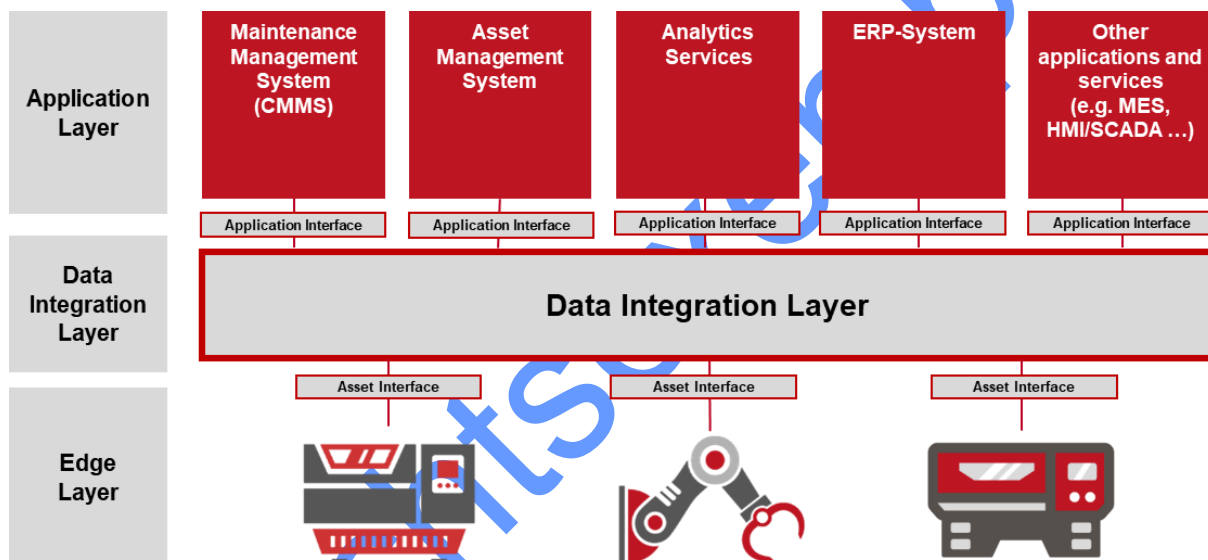 Application
Layer
Maintenance
Management
System
(CMMS)
Asset
Management
System
Analytics
Services
ERP-System
Other
applications and
services
(e.g. MES,
HMI/SCADA ...)
Application Interface
Application Interface
Application Interface
Application Interface
Application Interface
Data
Integration
Layer
Data Integration Layer
Asset Interface
Asset Interface
Asset Interface
Edge
Layer